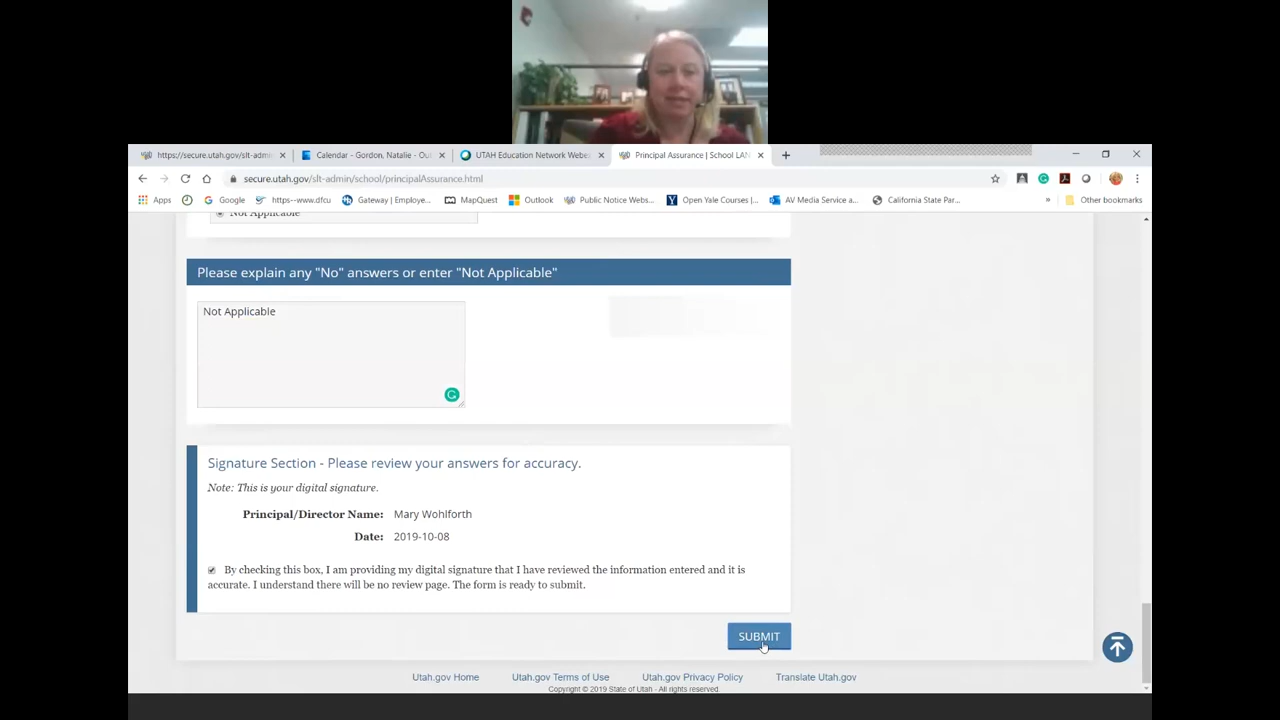 https://secure.utah.gov/slt-admin
Calendar - Gordon, Natalie - Ou
UTAH Education Network Webe
Principal Assurance | School LAN
secure.utah.gov/slt-admin/school/principalAssurance.html
Apps
Google
https--www.dfcu
Gateway | Employe...
MapQuest
Outlook
Public Notice Webs...
Open Yale Courses |...
AV Media Service a...
California State Par...
»
Other bookmarks
Not Applicable
Please explain any "No" answers or enter "Not Applicable"
Not Applicable
Signature Section - Please review your answers for accuracy.
Note: This is your digital signature.
Principal/Director Name: Mary Wohlforth
Date: 2019-10-08
By checking this box, I am providing my digital signature that I have reviewed the information entered and it is
accurate. I understand there will be no review page. The form is ready to submit.
SUBMIT
Utah.gov Home Utah.gov Terms of Use Utah.gov Privacy Policy Translate Utah.gov
Copyright © 2019 State of Utah - All rights reserved.